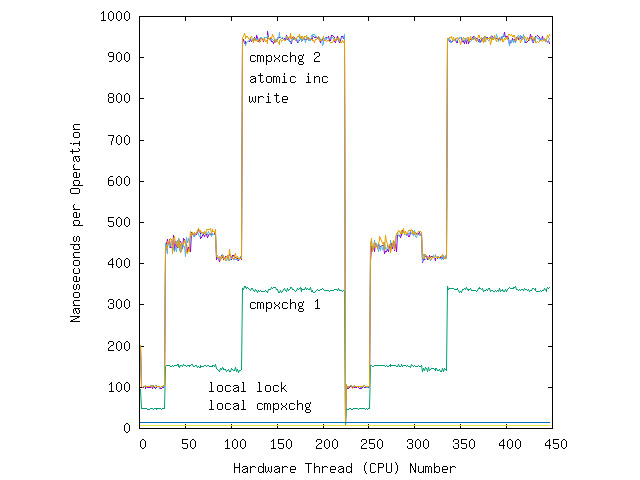 1000
900
800
700
600
500
400
300
200
100
0
Nanoseconds per Operation
cmpxchg 2
atomic inc
write
cmpxchg 1
local lock
local cmpxchg
0 50 100 150 200 250 300 350 400 450
Hardware Thread (CPU) Number